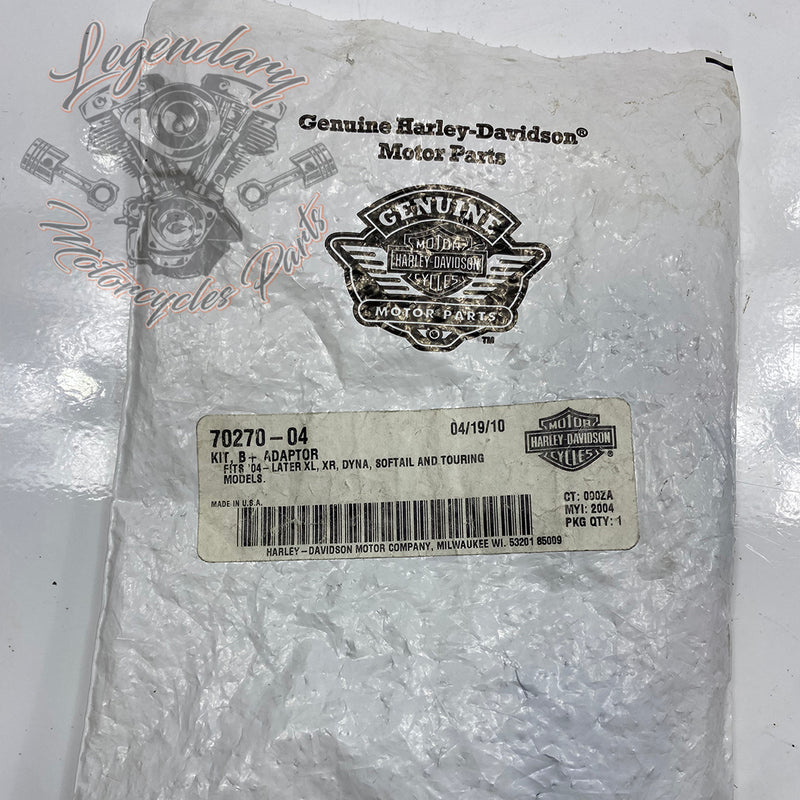 Legendary
Motorcycles Parts
Genuine Harley-Davidson®
Motor Parts
GENUINE
MOTOR
HARLEY-DAVIDSON
CYCLES
MOTOR PARTS
TM
70270-04
04/19/10
KIT, B+ ADAPTOR
FITS '04- LATER XL, XR, DYNA, SOFTAIL AND TOURING
MODELS.
MOTOR
HARLEY-DAVIDSON
CYCLES
MADE IN U.S.A.
CT: 000ZA
MYI: 2004
PKG QTY: 1
HARLEY-DAVIDSON MOTOR COMPANY, MILWAUKEE WI. 53201 85009